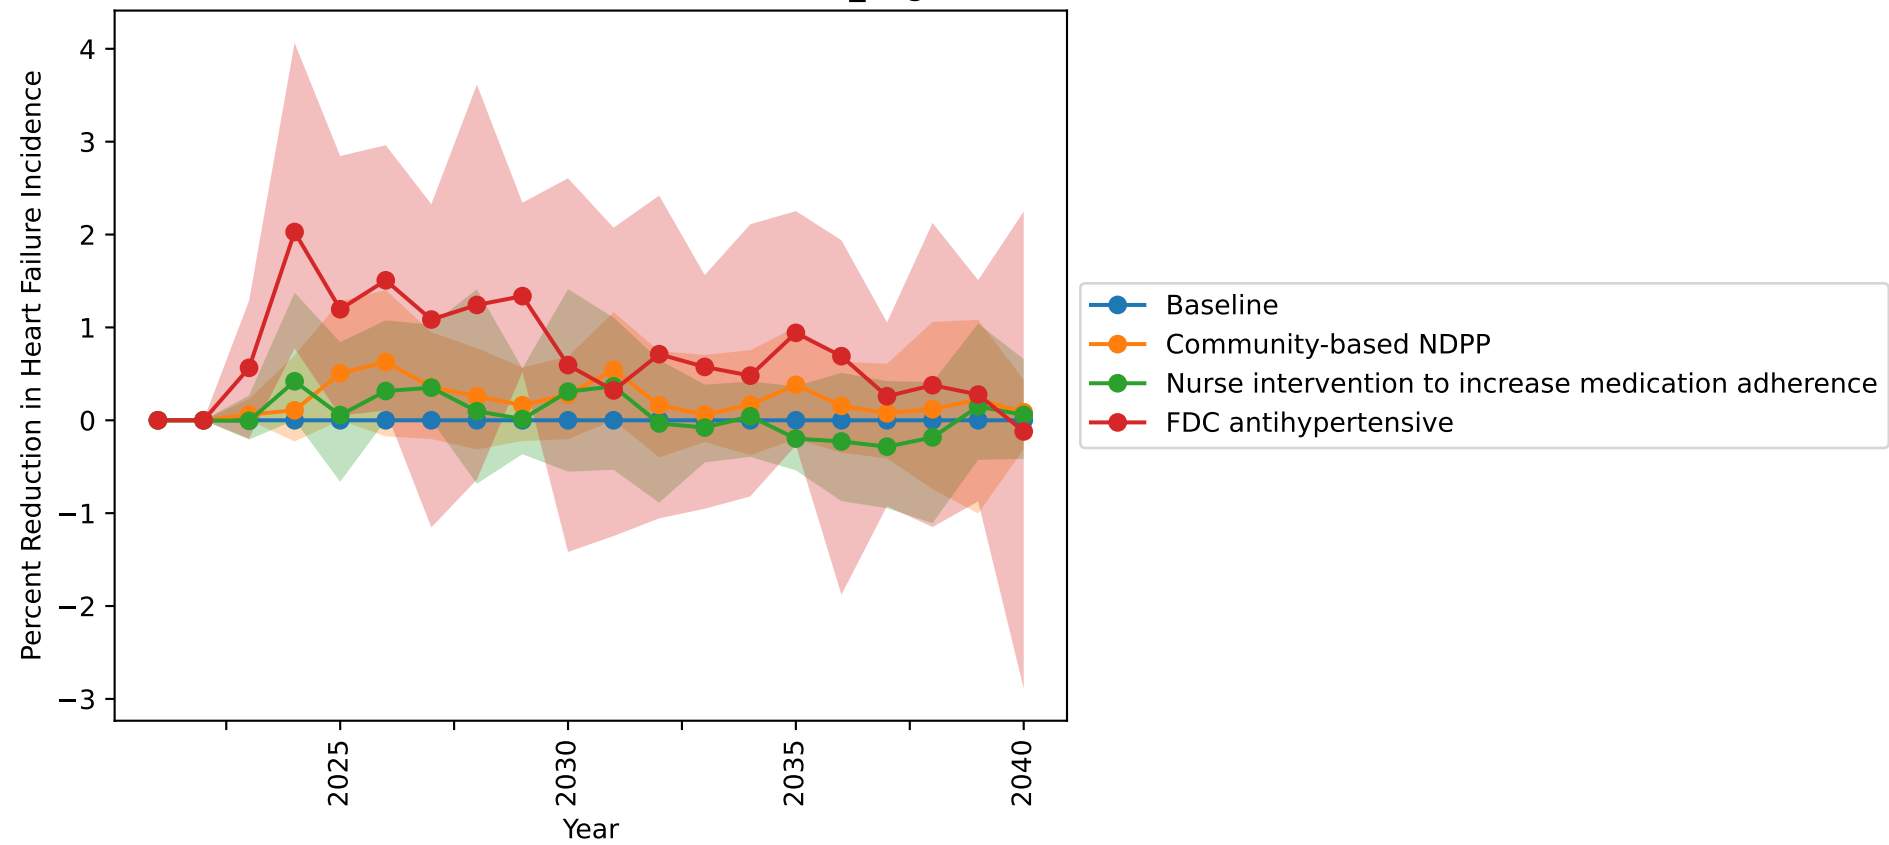 Percent Reduction in Heart Failure Incidence
4
3
2
1
0
−1
−2
−3
2025
2030
2035
2040
Year
Baseline
Community-based NDPP
Nurse intervention to increase medication adherence
FDC antihypertensive